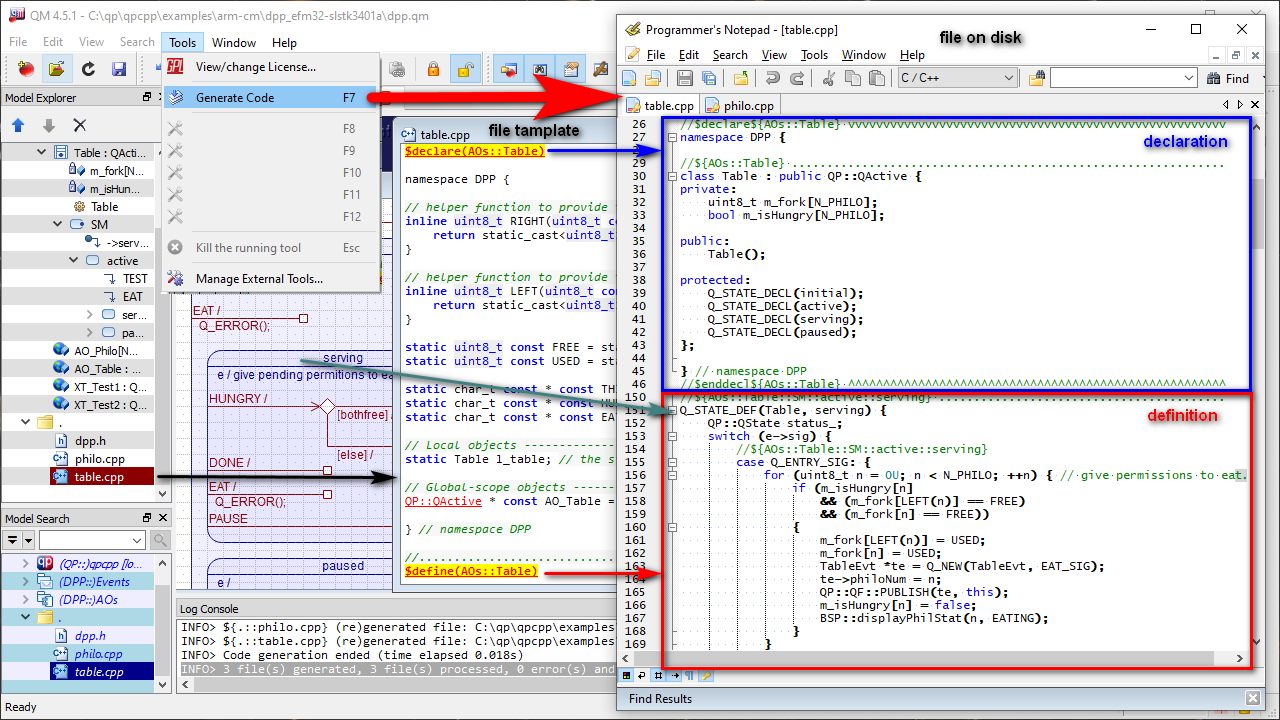 QM 4.5.1 - C:\qp\qpcpp\examples\arm-cm\dpp_efm32-slstk3401a\dpp.qm
File Edit View Search Tools Window Help
View/change License...
Generate Code F7
F8
F9
F10
F11
F12
Kill the running tool Esc
Manage External Tools...
Model Explorer
Table : QActi...
m_fork[N...
m_isHun...
Table
SM
->serv...
active
TEST
EAT
ser...
pa...
AO_Philo[N...
AO_Table : ...
XT_Test1 : Q...
XT_Test2 : Q...
.
dpp.h
philo.cpp
table.cpp
Model Search
(QP::)qpcpp [lo...
(DPP::)Events
(DPP::)AOs
.
dpp.h
philo.cpp
table.cpp
Ready
EAT /
Q_ERROR();
serving
e / give pending permitions to ea
HUNGRY /
[bothfree]
[else] /
DONE /
EAT /
Q_ERROR();
PAUSE
paused
e /
Log Console
INFO> ${.::philo.cpp} (re)generated file: C:\qp\qpcpp\examples
INFO> ${.::table.cpp} (re)generated file: C:\qp\qpcpp\examples
INFO> Code generation ended (time elapsed 0.018s)
INFO> 3 file(s) generated, 3 file(s) processed, 0 error(s) and
table.cpp
file tamplate
$declare(AOs::Table)
namespace DPP {
// helper function to provide
inline uint8_t RIGHT(uint8_t c
return static_cast<uint8_t
}
// helper function to provide
inline uint8_t LEFT(uint8_t con
return static_cast<uint8_t
}
static uint8_t const FREE = sta
static uint8_t const USED = sta
static char_t const * const TH
static char_t const * const HU
static char_t const * const EA
// Local objects ---------------
static Table l_table; // the s
// Global-scope objects ------
QP::QActive * const AO_Table =
} // namespace DPP
//.............................
$define(AOs::Table)
Programmer's Notepad - [table.cpp]
file on disk
File Edit Search View Tools Window Help
C / C++
Find
table.cpp philo.cpp
declaration
26 //$declare${AOs::Table} vvvvvvvvvvvvvvvvvvvvvvvvvvvvvvvvvvvvvvvvvvvvvvvvvvvvvv
27 namespace DPP {
28
29 //${AOs::Table} ..............................................................
30 class Table : public QP::QActive {
31 private:
32 uint8_t m_fork[N_PHILO];
33 bool m_isHungry[N_PHILO];
34
35 public:
36 Table();
37
38 protected:
39 Q_STATE_DECL(initial);
40 Q_STATE_DECL(active);
41 Q_STATE_DECL(serving);
42 Q_STATE_DECL(paused);
43 };
44
45 } // namespace DPP
46 //$enddecl${AOs::Table} ^^^^^^^^^^^^^^^^^^^^^^^^^^^^^^^^^^^^^^^^^^^^^^^^^^^^^^
definition
150 //${AOs::Table::SM::active::serving} .........................................
151 Q_STATE_DEF(Table, serving) {
152 QP::QState status_;
153 switch (e->sig) {
154 //${AOs::Table::SM::active::serving}
155 case Q_ENTRY_SIG: {
156 for (uint8_t n = 0U; n < N_PHILO; ++n) { // give permissions to eat.
157 if (m_isHungry[n]
158 && (m_fork[LEFT(n)] == FREE)
159 && (m_fork[n] == FREE))
160 {
161 m_fork[LEFT(n)] = USED;
162 m_fork[n] = USED;
163 TableEvt *te = Q_NEW(TableEvt, EAT_SIG);
164 te->philoNum = n;
165 QP::QF::PUBLISH(te, this);
166 m_isHungry[n] = false;
167 BSP::displayPhilStat(n, EATING);
168 }
169 }
Find Results